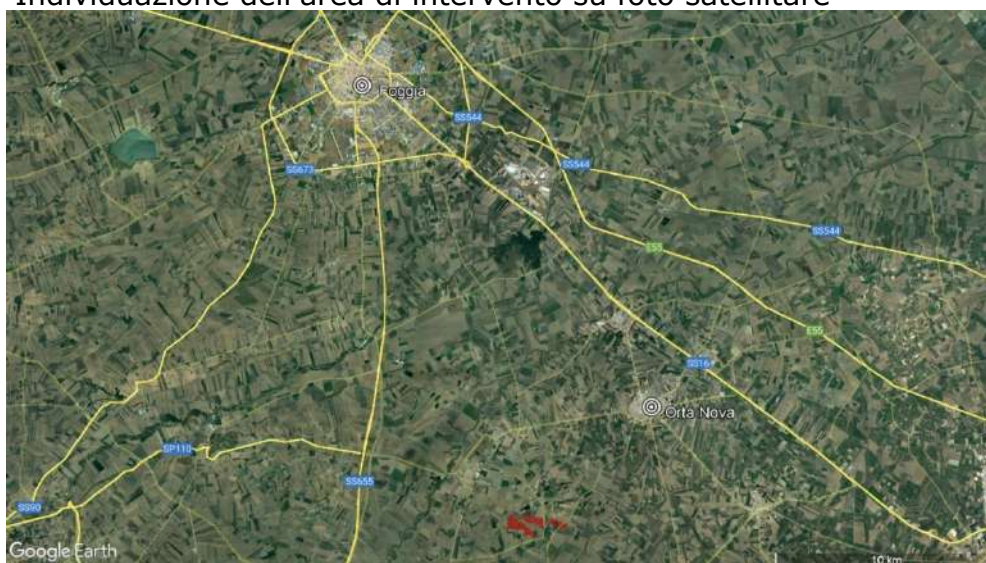 Individuazione dell'area di intervento su foto satellitare
Foggia
SS544
SS673
SS544
SS544
E55
E55
SS16
Orta Nova
SP110
SS655
SS90
Google Earth
10 km